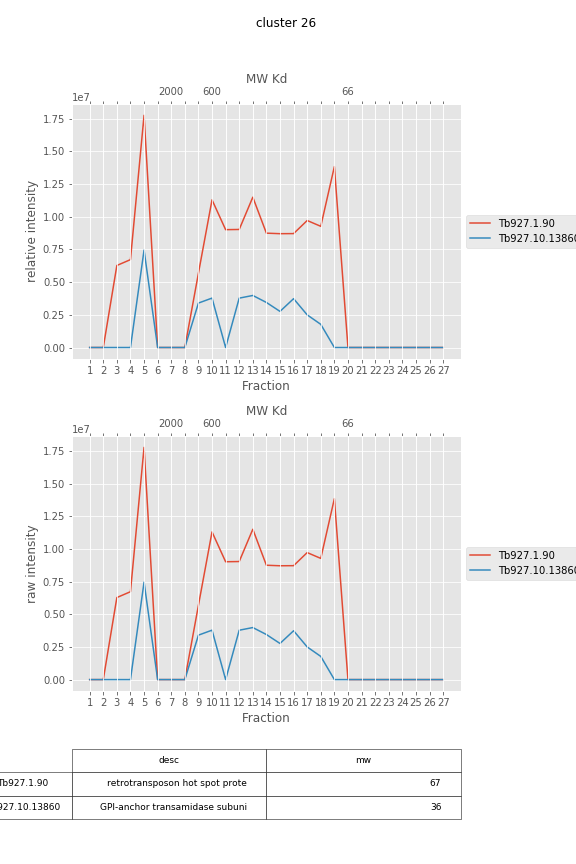 cluster 26
MW Kd
2000 600 66
1e7
1.75
1.50
1.25
1.00
0.75
0.50
0.25
0.00
relative intensity
Tb927.1.90
Tb927.10.13860
1 2 3 4 5 6 7 8 9 10 11 12 13 14 15 16 17 18 19 20 21 22 23 24 25 26 27
Fraction
MW Kd
2000 600 66
1e7
1.75
1.50
1.25
1.00
0.75
0.50
0.25
0.00
raw intensity
Tb927.1.90
Tb927.10.13860
1 2 3 4 5 6 7 8 9 10 11 12 13 14 15 16 17 18 19 20 21 22 23 24 25 26 27
Fraction
desc mw
Tb927.1.90 retrotransposon hot spot prote 67
927.10.13860 GPI-anchor transamidase subuni 36